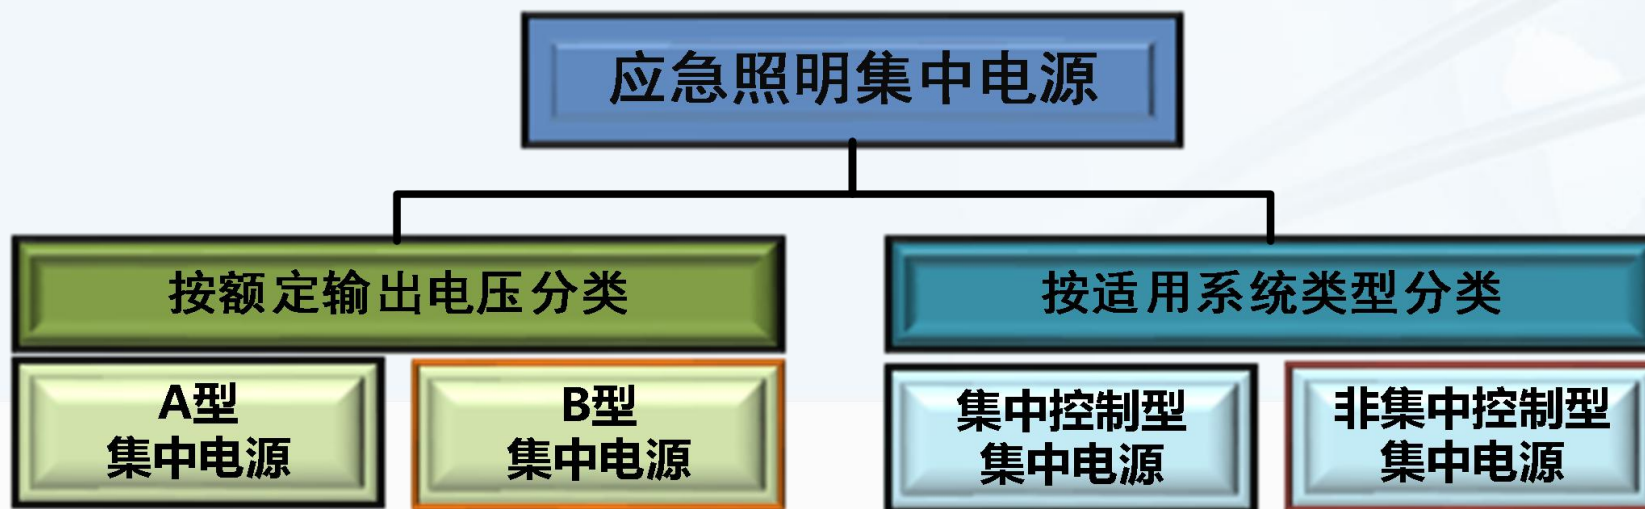 应急照明集中电源
按额定输出电压分类
按适用系统类型分类
A型
集中电源
B型
集中电源
集中控制型
集中电源
非集中控制型
集中电源